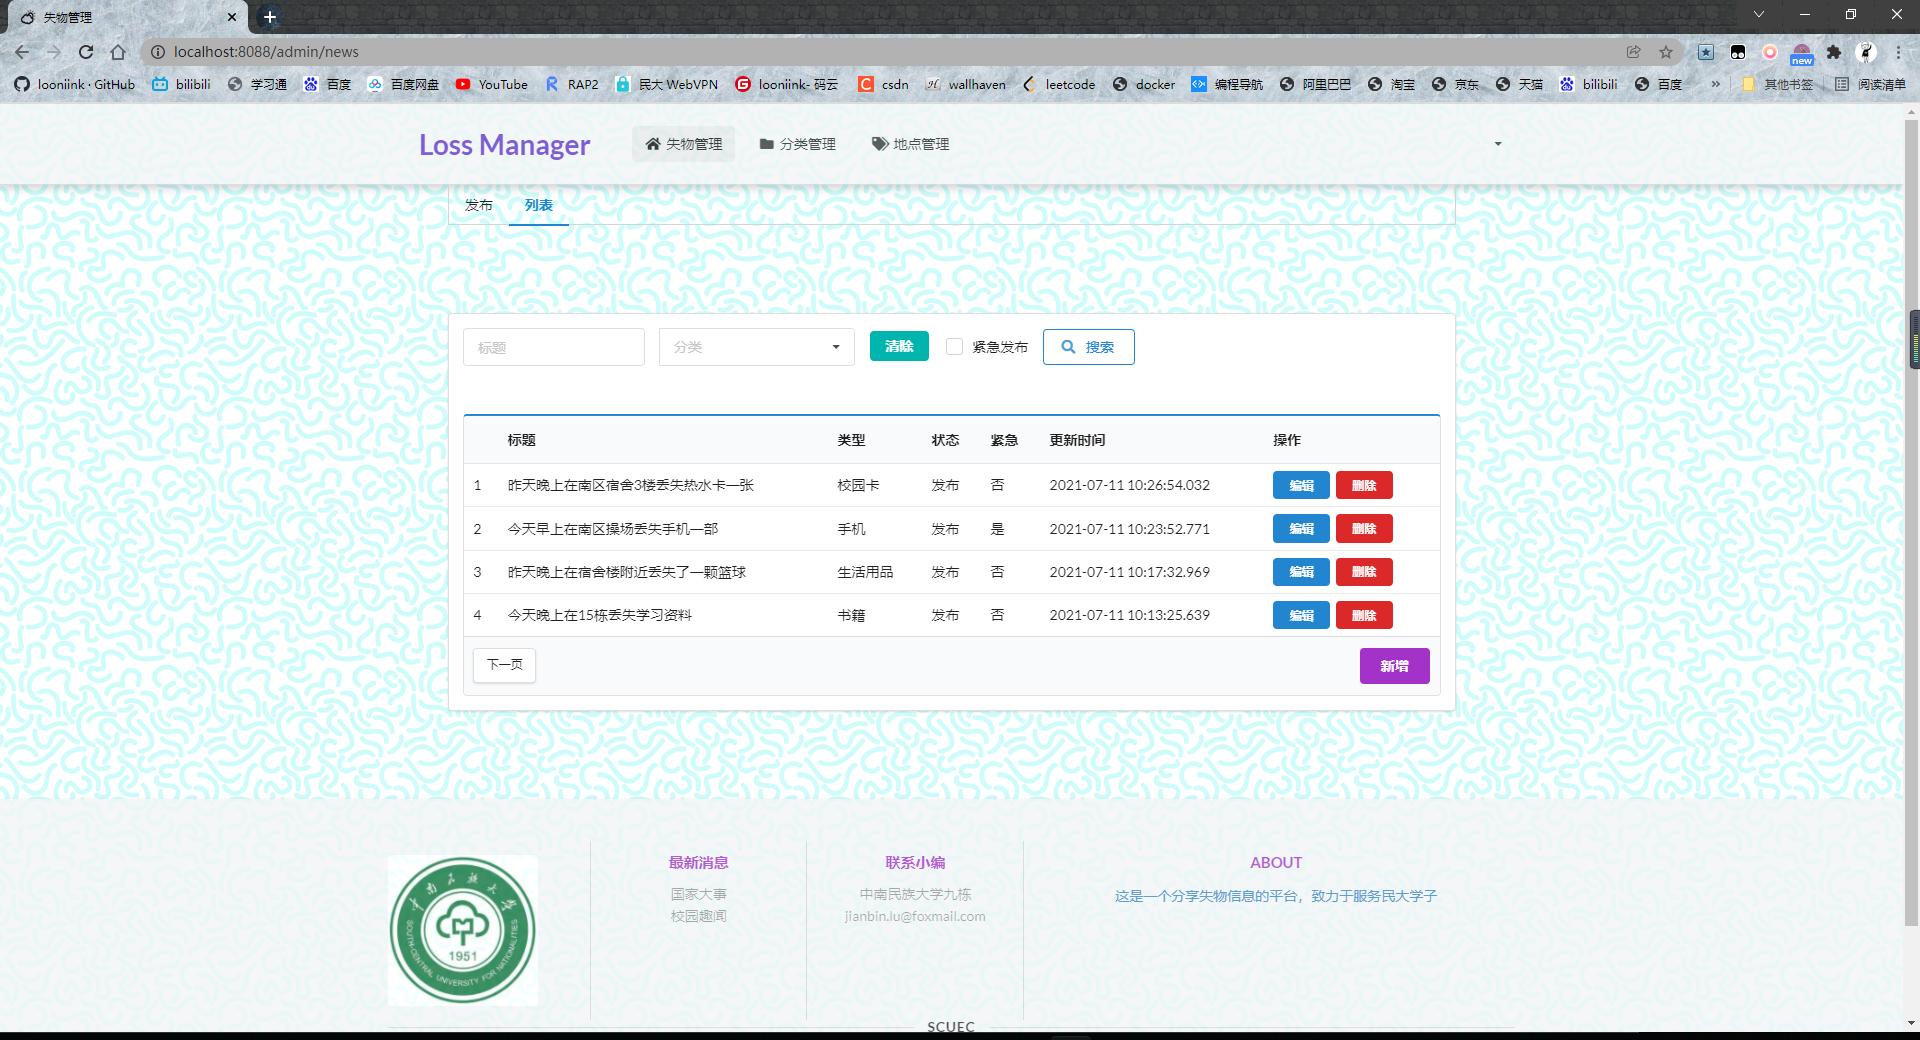 失物管理
localhost:8088/admin/news
new
looniink · GitHub bilibili 学习通 百度 百度网盘 YouTube RAP2 民大 WebVPN looniink- 码云 csdn wallhaven leetcode docker 编程导航 阿里巴巴 淘宝 京东 天猫 bilibili 百度 » 其他书签 阅读清单
Loss Manager 失物管理 分类管理 地点管理
发布 列表
标题 分类 清除 紧急发布 搜索
标题 类型 状态 紧急 更新时间 操作
1 昨天晚上在南区宿舍3楼丢失热水卡一张 校园卡 发布 否 2021-07-11 10:26:54.032 编辑 删除
2 今天早上在南区操场丢失手机一部 手机 发布 是 2021-07-11 10:23:52.771 编辑 删除
3 昨天晚上在宿舍楼附近丢失了一颗篮球 生活用品 发布 否 2021-07-11 10:17:32.969 编辑 删除
4 今天晚上在15栋丢失学习资料 书籍 发布 否 2021-07-11 10:13:25.639 编辑 删除
下一页 新增
中南民族大学
1951
SOUTH-CENTRAL UNIVERSITY FOR NATIONALITIES
最新消息
国家大事
校园趣闻
联系小编
中南民族大学九栋
jianbin.lu@foxmail.com
ABOUT
这是一个分享失物信息的平台，致力于服务民大学子
SCUEC